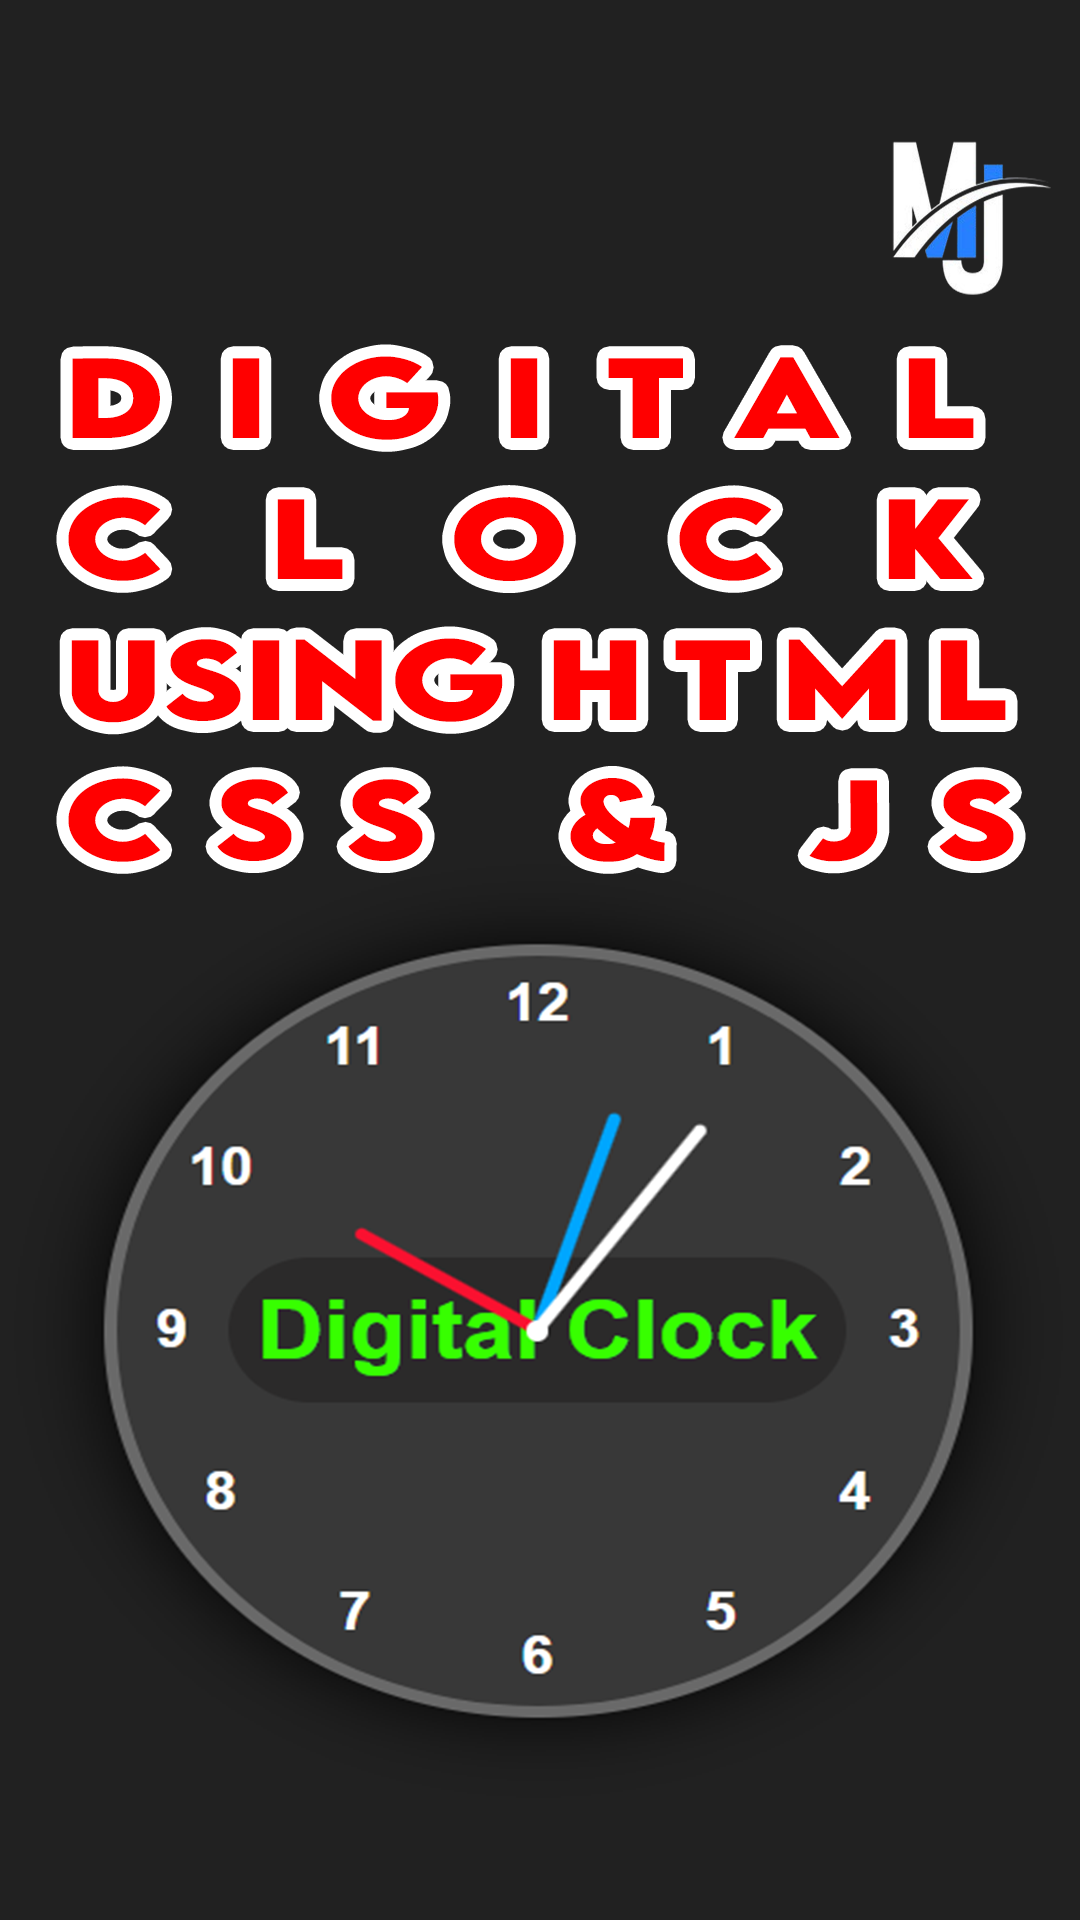 MJ
DIGITAL
CLOCK
USING HTML
CSS & JS
12
11 1
10 2
Digital Clock
9 3
8 4
7 5
6